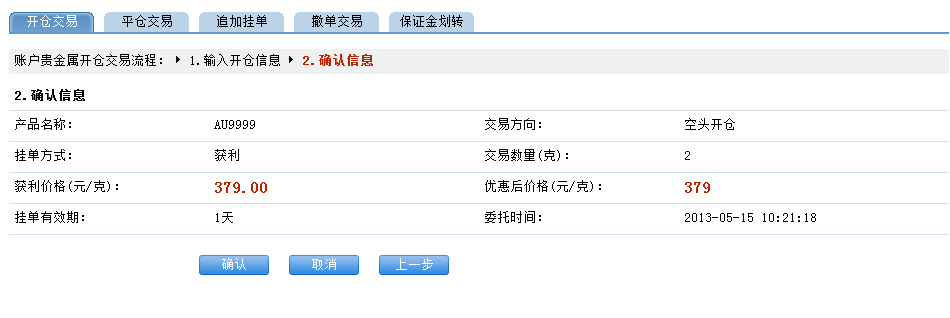 开仓交易 平仓交易 追加挂单 撤单交易 保证金划转
账户贵金属开仓交易流程： 1.输入开仓信息 2.确认信息
2.确认信息
产品名称： AU9999 交易方向： 空头开仓
挂单方式： 获利 交易数量(克)： 2
获利价格(元/克)： 379.00 优惠后价格(元/克)： 379
挂单有效期： 1天 委托时间： 2013-05-15 10:21:18
确认 取消 上一步